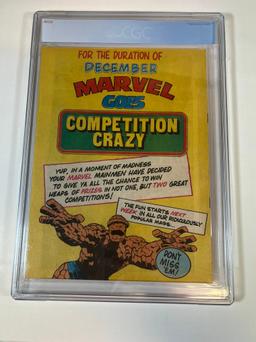 CGC
FOR THE DURATION OF
DECEMBER
MARVEL
GOES
COMPETITION
CRAZY
YUP, IN A MOMENT OF MADNESS
YOUR MARVEL MAINMEN HAVE DECIDED
TO GIVE YA ALL THE CHANCE TO WIN
HEAPS OF PRIZES IN NOT ONE, BUT TWO GREAT
COMPETITIONS!
THE FUN STARTS NEXT
WEEK IN ALL OUR RIDICULOUSLY
POPULAR MAGS...
DON'T
MISS
'EM!